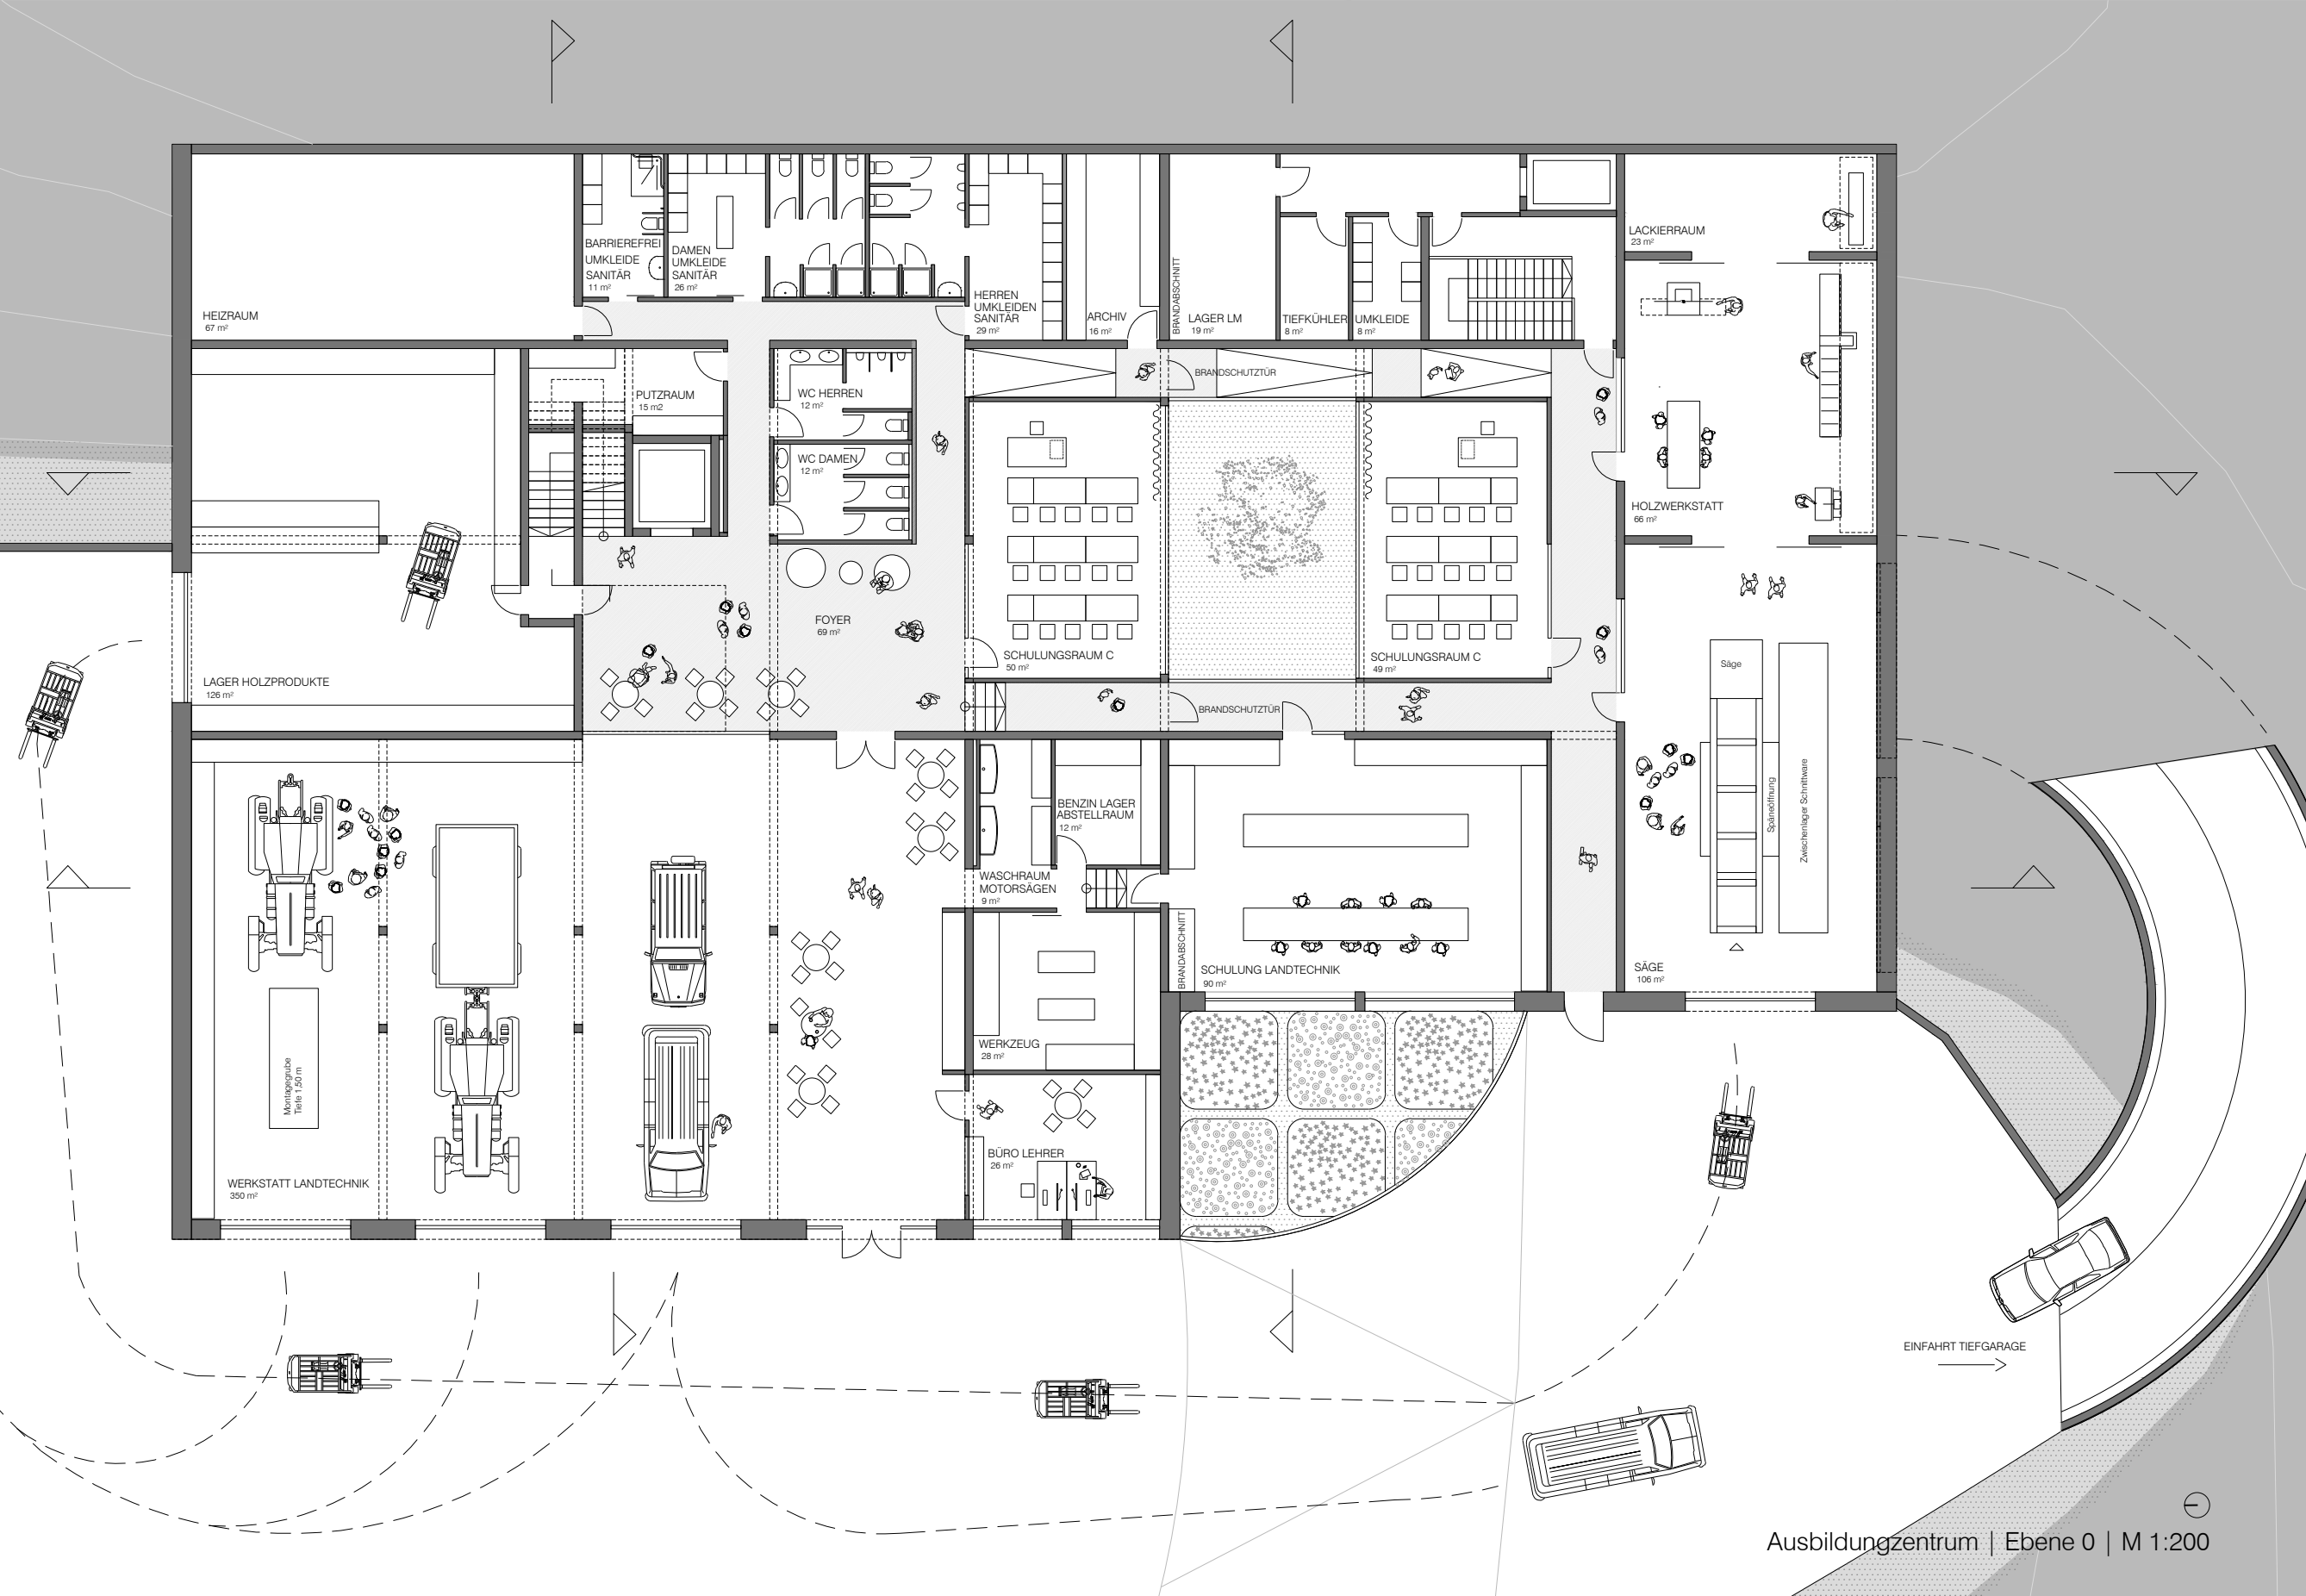 BARRIEREFREI
UMKLEIDE
SANITÄR
11 m²
DAMEN
UMKLEIDE
SANITÄR
26 m²
HEIZRAUM
67 m²
HERREN
UMKLEIDEN
SANITÄR
29 m²
ARCHIV
16 m²
BRANDABSCHNITT
LAGER LM
19 m²
TIEFKÜHLER
8 m²
UMKLEIDE
8 m²
LACKIERRAUM
23 m²
PUTZRAUM
15 m2
WC HERREN
12 m²
WC DAMEN
12 m²
BRANDSCHUTZTÜR
HOLZWERKSTATT
66 m²
FOYER
69 m²
SCHULUNGSRAUM C
50 m²
SCHULUNGSRAUM C
49 m²
LAGER HOLZPRODUKTE
126 m²
BRANDSCHUTZTÜR
Säge
Späneöffnung
Zwischenlager Schnittware
BENZIN LAGER
ABSTELLRAUM
12 m²
WASCHRAUM
MOTORSÄGEN
9 m²
BRANDABSCHNITT
SCHULUNG LANDTECHNIK
90 m²
SÄGE
106 m²
WERKZEUG
28 m²
Montagegrube
Tiefe 1,50 m
BÜRO LEHRER
26 m²
WERKSTATT LANDTECHNIK
350 m²
EINFAHRT TIEFGARAGE
Ausbildungzentrum | Ebene 0 | M 1:200